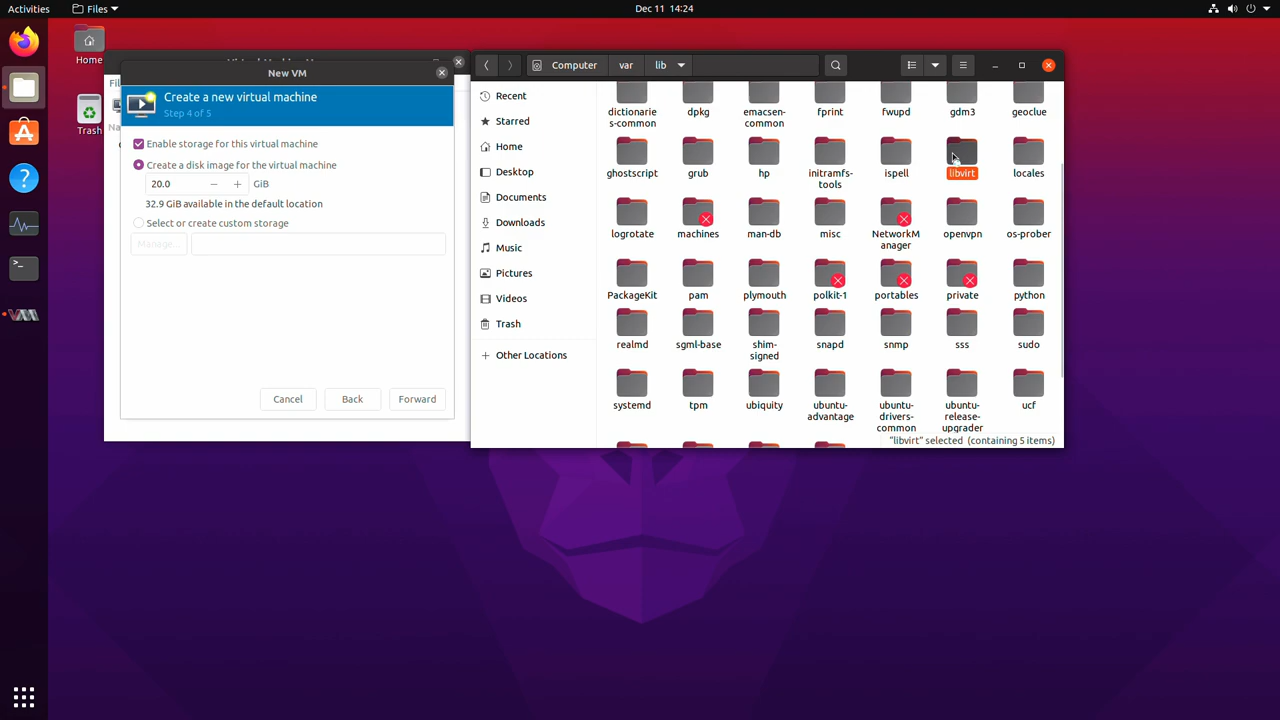 Activities
Files
Dec 11 14:24
Home
Trash
New VM
Create a new virtual machine
Step 4 of 5
Enable storage for this virtual machine
Create a disk image for the virtual machine
20.0 − + GiB
32.9 GiB available in the default location
Select or create custom storage
Manage...
Cancel
Back
Forward
Computer
var
lib
Recent
Starred
Home
Desktop
Documents
Downloads
Music
Pictures
Videos
Trash
+ Other Locations
dictionarie
s-common
dpkg
emacsen-
common
fprint
fwupd
gdm3
geoclue
ghostscript
grub
hp
initramfs-
tools
ispell
libvirt
locales
logrotate
machines
man-db
misc
NetworkM
anager
openvpn
os-prober
PackageKit
pam
plymouth
polkit-1
portables
private
python
realmd
sgml-base
shim-
signed
snapd
snmp
sss
sudo
systemd
tpm
ubiquity
ubuntu-
advantage
ubuntu-
drivers-
common
ubuntu-
release-
upgrader
ucf
"libvirt" selected (containing 5 items)